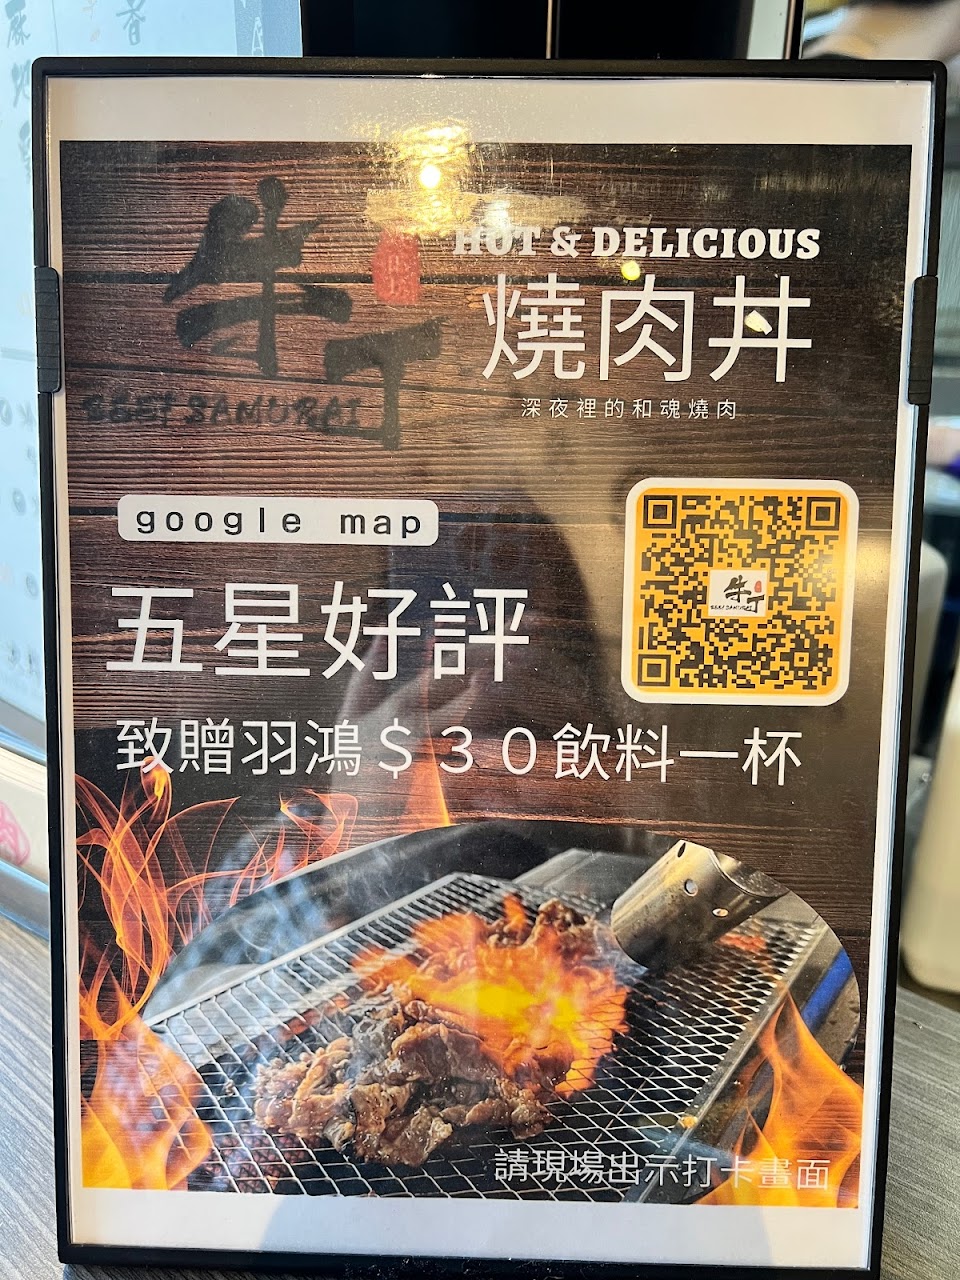 牛丁
HOT & DELICIOUS
燒肉丼
深夜裡的和魂燒肉
google map
五星好評
致贈羽鴻＄３０飲料一杯
請現場出示打卡畫面